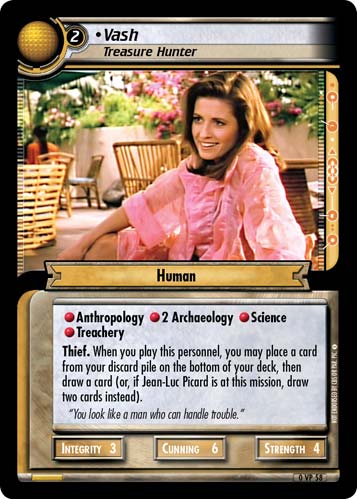 2
•Vash
Treasure Hunter
Human
Anthropology 2 Archaeology Science
Treachery
Thief. When you play this personnel, you may place a card
from your discard pile on the bottom of your deck, then
draw a card (or, if Jean-Luc Picard is at this mission, draw
two cards instead).
"You look like a man who can handle trouble."
INTEGRITY 3 CUNNING 6 STRENGTH 4
0 VP 58